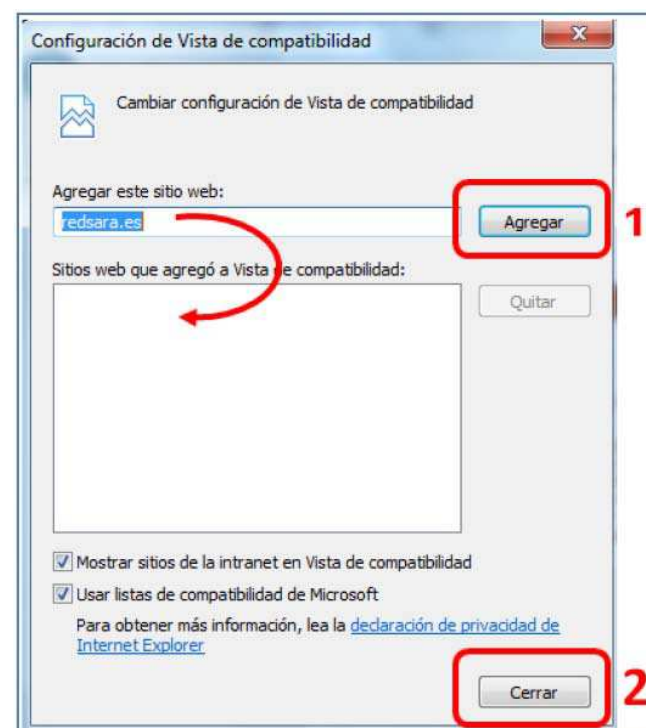 Configuración de Vista de compatibilidad
Cambiar configuración de Vista de compatibilidad
Agregar este sitio web:
redsara.es
Agregar
1
Sitios web que agregó a Vista de compatibilidad:
Quitar
Mostrar sitios de la intranet en Vista de compatibilidad
Usar listas de compatibilidad de Microsoft
Para obtener más información, lea la declaración de privacidad de
Internet Explorer
Cerrar
2